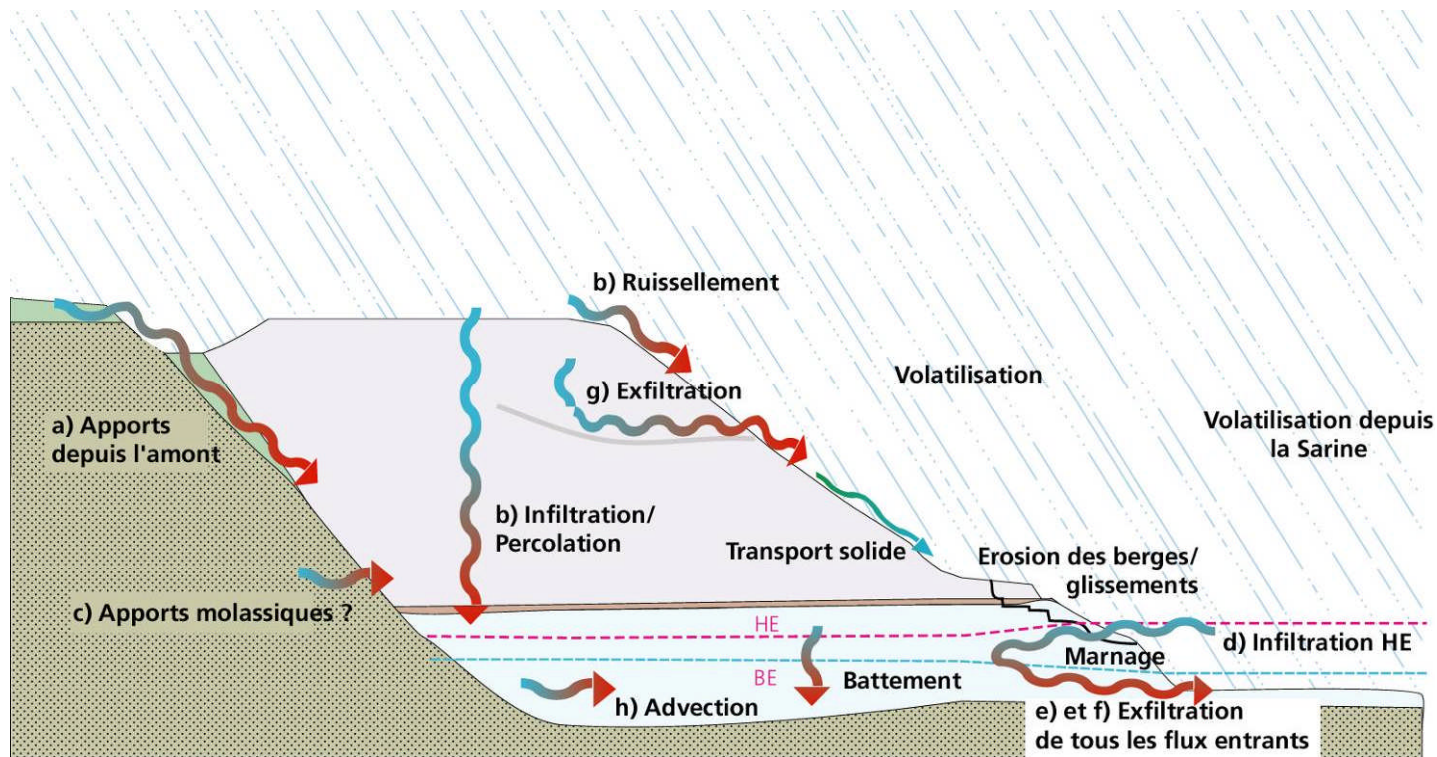 b) Ruissellement
Volatilisation
g) Exfiltration
Volatilisation depuis
la Sarine
a) Apports
depuis l'amont
b) Infiltration/
Percolation
Transport solide
Erosion des berges/
glissements
c) Apports molassiques ?
HE
d) Infiltration HE
Marnage
BE
Battement
h) Advection
e) et f) Exfiltration
de tous les flux entrants